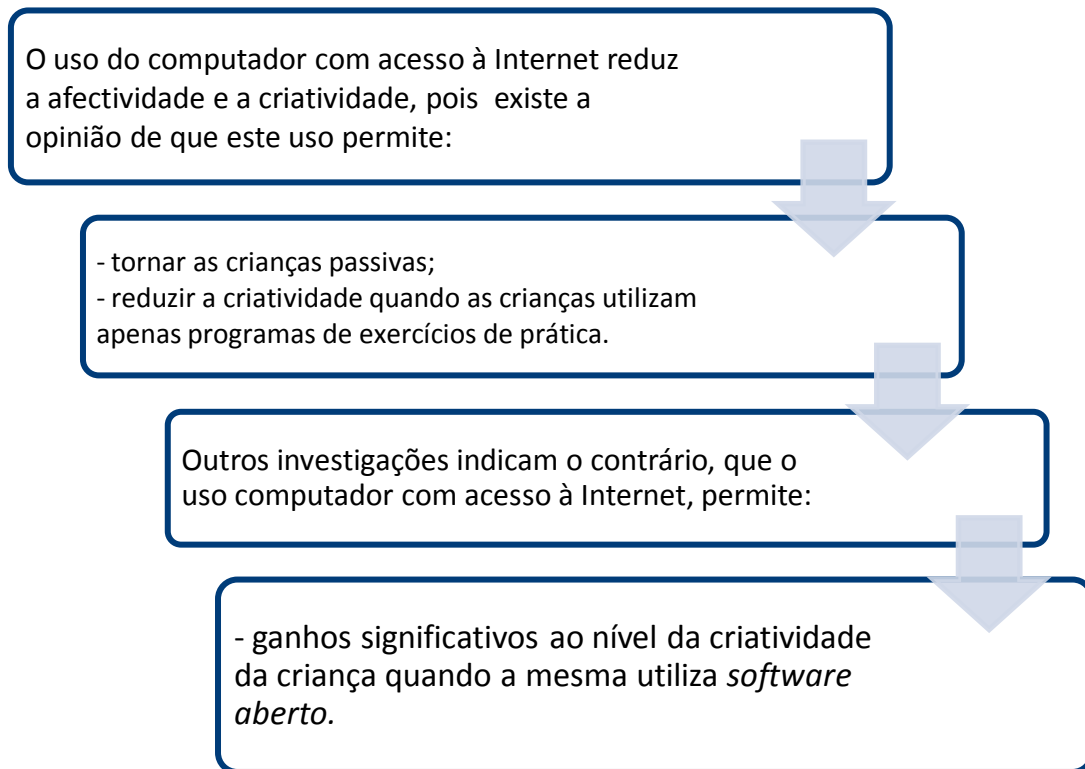 O uso do computador com acesso à Internet reduz
a afectividade e a criatividade, pois existe a
opinião de que este uso permite:
- tornar as crianças passivas;
- reduzir a criatividade quando as crianças utilizam
apenas programas de exercícios de prática.
Outros investigações indicam o contrário, que o
uso computador com acesso à Internet, permite:
- ganhos significativos ao nível da criatividade
da criança quando a mesma utiliza software
aberto.